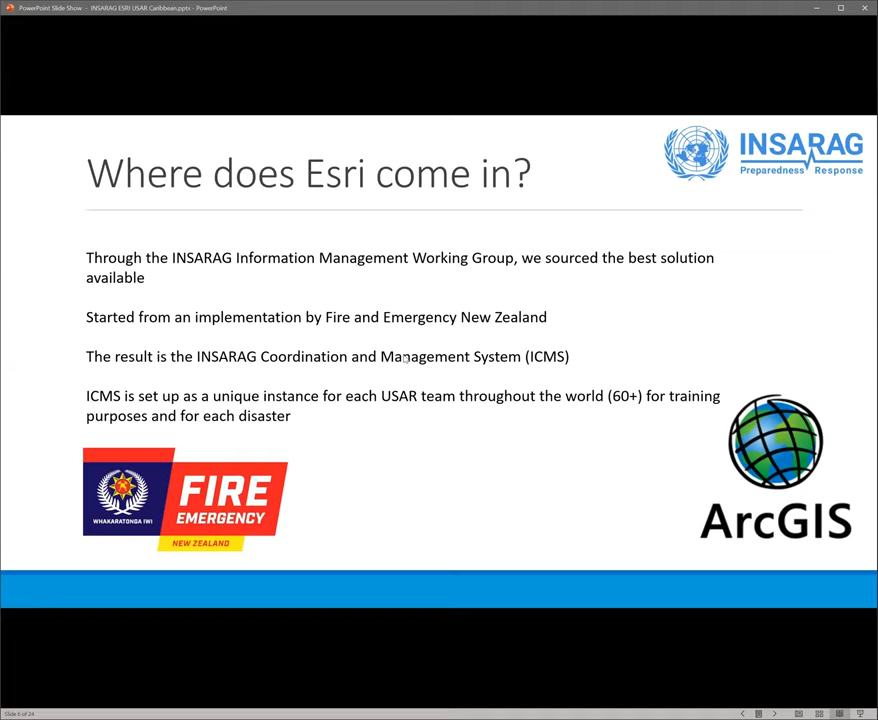 PowerPoint Slide Show - INSARAG ESRI USAR Caribbean.pptx - PowerPoint
INSARAG
Preparedness Response
Where does Esri come in?
Through the INSARAG Information Management Working Group, we sourced the best solution
available
Started from an implementation by Fire and Emergency New Zealand
The result is the INSARAG Coordination and Management System (ICMS)
ICMS is set up as a unique instance for each USAR team throughout the world (60+) for training
purposes and for each disaster
WHAKARATONGA IWI
FIRE
EMERGENCY
NEW ZEALAND
ArcGIS
Slide 6 of 24